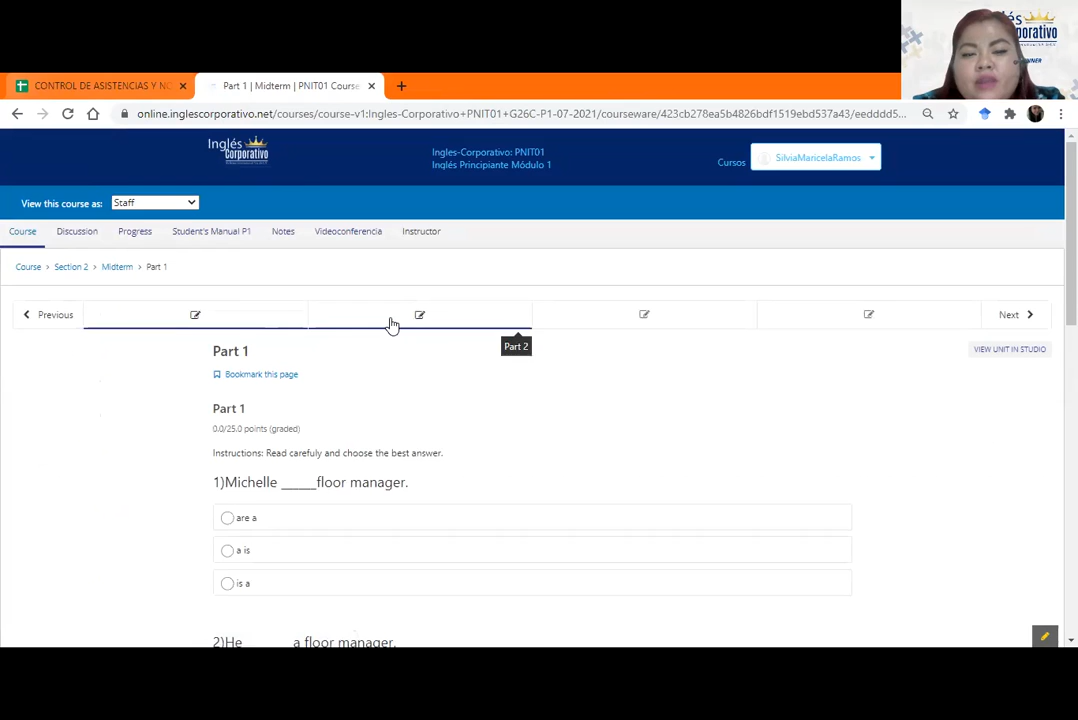 CONTROL DE ASISTENCIAS Y NO
Part 1 | Midterm | PNIT01 Course
online.inglescorporativo.net/courses/course-v1:Ingles-Corporativo+PNIT01+G26C-P1-07-2021/courseware/423cb278ea5b4826bdf1519ebd537a43/eedddd5...
Inglés
Corporativo
Ingles-Corporativo: PNIT01
Inglés Principiante Módulo 1
Cursos
SilviaMaricelaRamos
View this course as:
Staff
Course
Discussion
Progress
Student's Manual P1
Notes
Videoconferencia
Instructor
Course > Section 2 > Midterm > Part 1
Previous
Next
Part 2
Part 1
VIEW UNIT IN STUDIO
Bookmark this page
Part 1
0.0/25.0 points (graded)
Instructions: Read carefuly and choose the best answer.
1)Michelle _____floor manager.
are a
a is
is a
2)He _____ a floor manager.